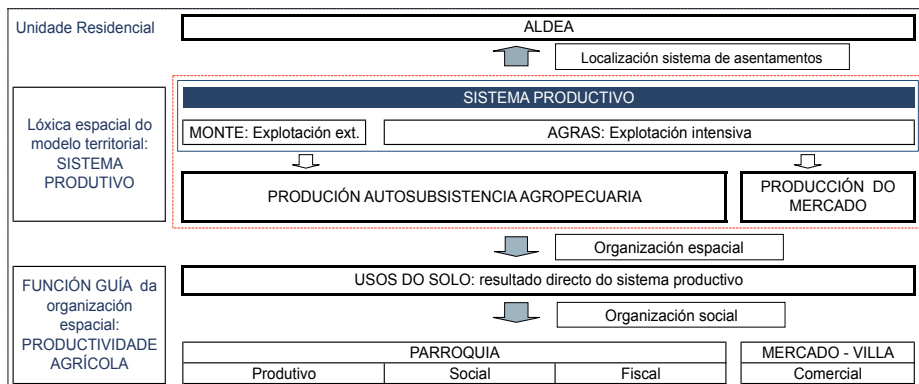 Unidade Residencial
ALDEA
Localización sistema de asentamentos
Lóxica espacial do
modelo territorial:
SISTEMA
PRODUTIVO
SISTEMA PRODUCTIVO
MONTE: Explotación ext.
AGRAS: Explotación intensiva
PRODUCIÓN AUTOSUBSISTENCIA AGROPECUARIA
PRODUCCIÓN DO
MERCADO
Organización espacial
FUNCIÓN GUÍA da
organización
espacial:
PRODUCTIVIDADE
AGRÍCOLA
USOS DO SOLO: resultado directo do sistema productivo
Organización social
PARROQUIA
MERCADO - VILLA
Produtivo
Social
Fiscal
Comercial